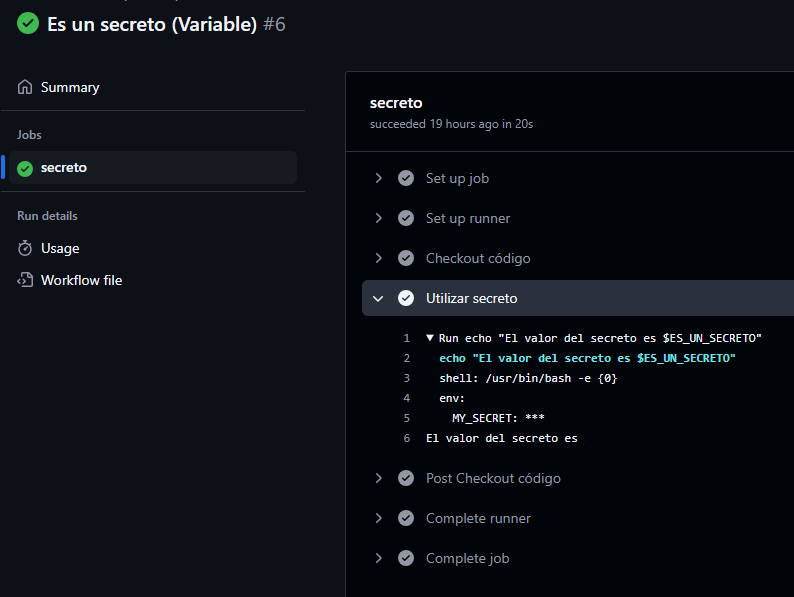 Es un secreto (Variable) #6
Summary
Jobs
secreto
Run details
Usage
Workflow file
secreto
succeeded 19 hours ago in 20s
Set up job
Set up runner
Checkout código
Utilizar secreto
1 ▼ Run echo "El valor del secreto es $ES_UN_SECRETO"
2 echo "El valor del secreto es $ES_UN_SECRETO"
3 shell: /usr/bin/bash -e {0}
4 env:
5 MY_SECRET: ***
6 El valor del secreto es
Post Checkout código
Complete runner
Complete job